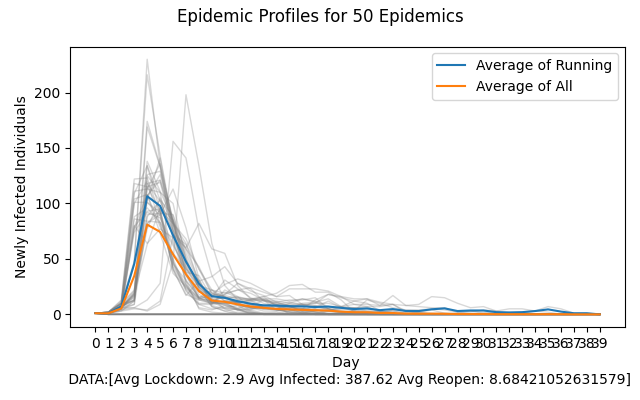 Epidemic Profiles for 50 Epidemics
Average of Running
Average of All
Newly Infected Individuals
200
150
100
50
0
0 1 2 3 4 5 6 7 8 9 10 11 12 13 14 15 16 17 18 19 20 21 22 23 24 25 26 27 28 29 30 31 32 33 34 35 36 37 38 39
Day
DATA:[Avg Lockdown: 2.9 Avg Infected: 387.62 Avg Reopen: 8.68421052631579]